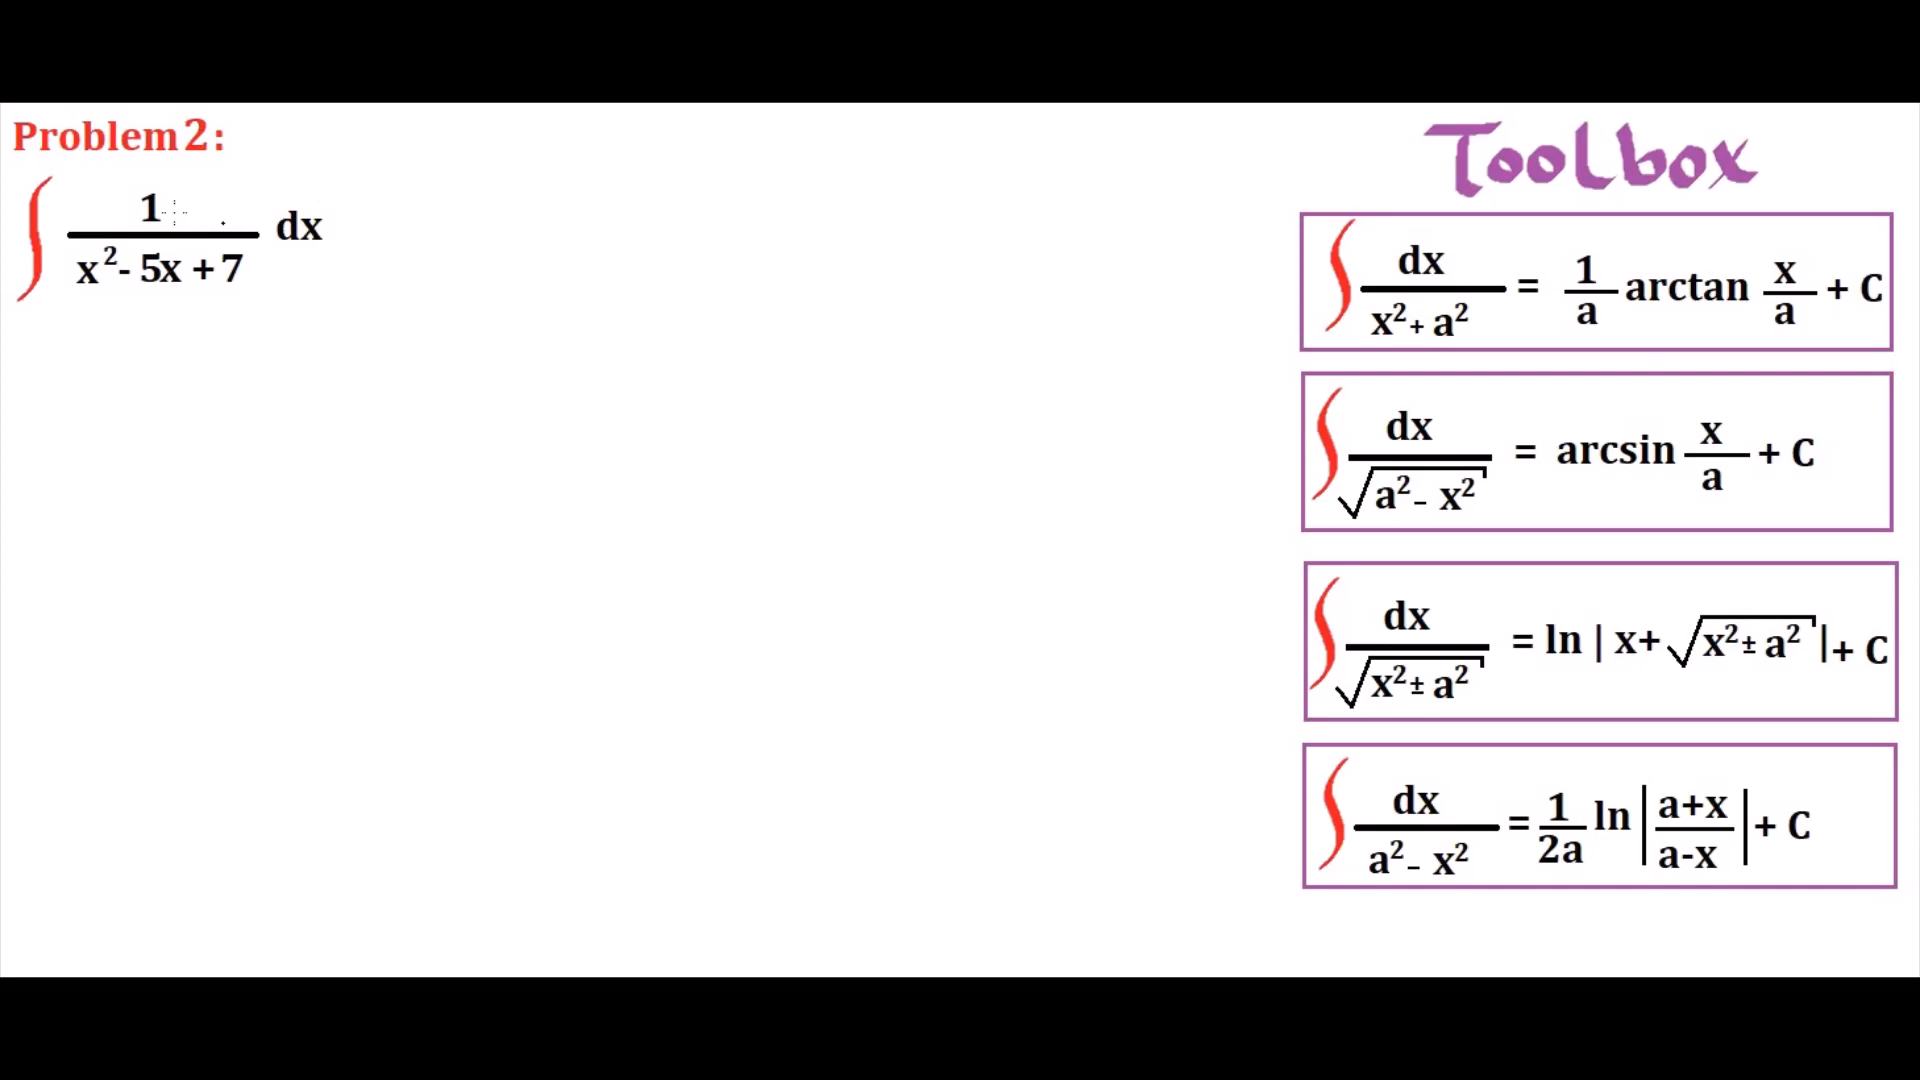 Problem 2:
∫ 1 / (x² - 5x + 7) dx
Toolbox
∫ dx / (x² + a²) = 1/a arctan x/a + C
∫ dx / √(a² - x²) = arcsin x/a + C
∫ dx / √(x² ± a²) = ln | x + √(x² ± a²) | + C
∫ dx / (a² - x²) = 1/2a ln | (a+x) / (a-x) | + C